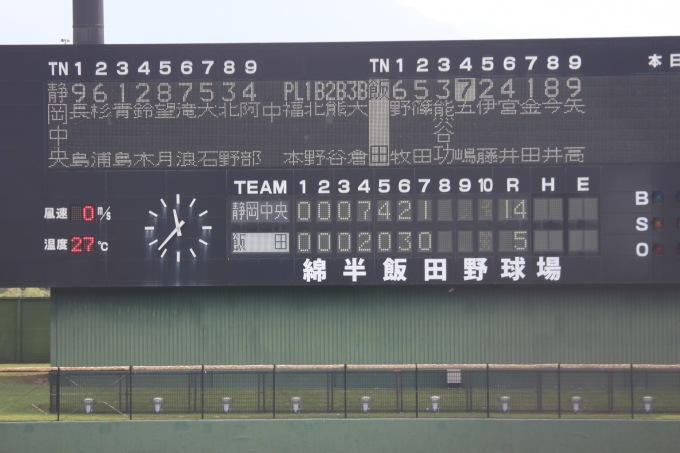 TN 1 2 3 4 5 6 7 8 9 TN 1 2 3 4 5 6 7 8 9 本日
静 9 6 1 2 8 7 5 3 4 PL 1B 2B 3B 飯 6 5 3 7 2 4 1 8 9
岡中央 長島 杉浦 青島 鈴木 望月 滝浪 大石 北野 阿部 中 福本 北野 熊谷 大倉 田 野牧 篠田 熊谷功 五嶋 伊藤 宮井 金田 今井 矢高
TEAM 1 2 3 4 5 6 7 8 9 10 R H E
静岡中央 0 0 0 7 4 2 1 14
飯田 0 0 0 2 0 3 0 5
風速 0 m/s
温度 27 ℃
B
S
O
綿半飯田野球場